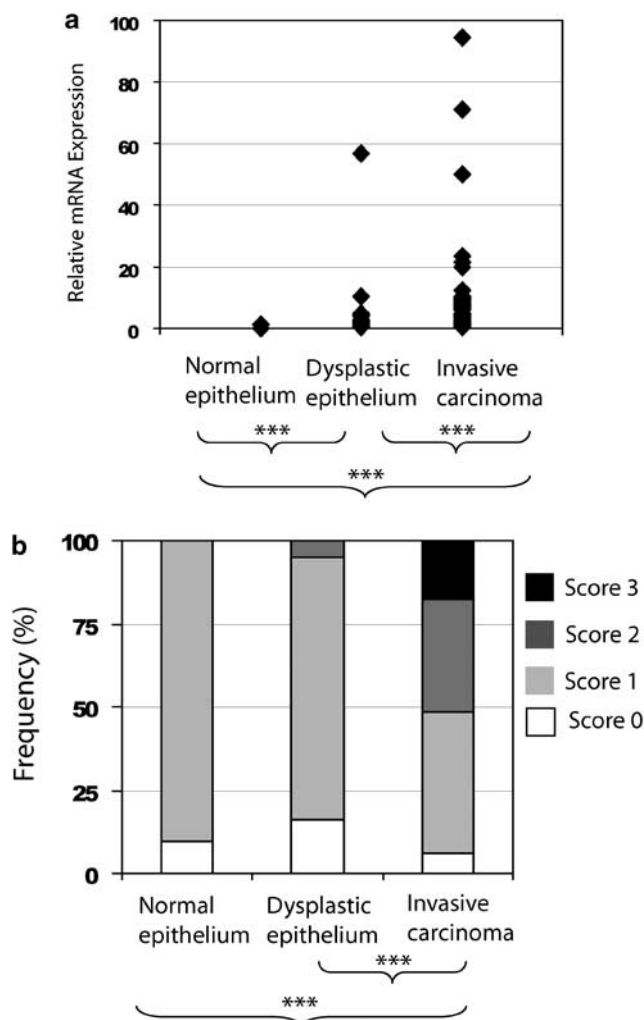 a
Relative mRNA Expression
100
80
60
40
20
0
Normal epithelium
Dysplastic epithelium
Invasive carcinoma
***
***
***
b
Frequency (%)
100
75
50
25
0
Score 3
Score 2
Score 1
Score 0
Normal epithelium
Dysplastic epithelium
Invasive carcinoma
***
***